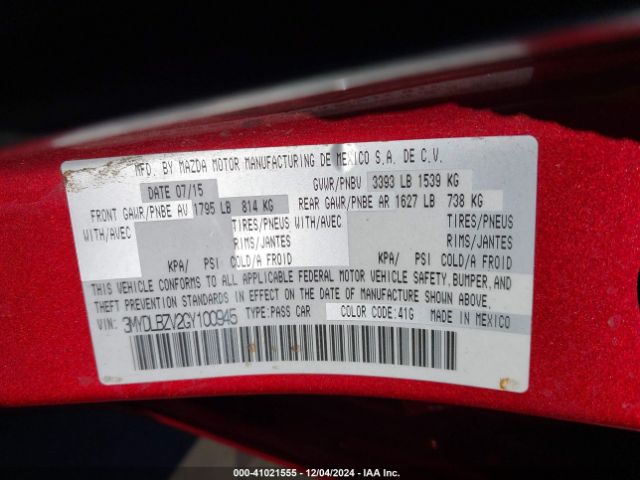 MFD. BY MAZDA MOTOR MANUFACTURING DE MEXICO S.A. DE C.V.
DATE 07/15 GVWR/PNBV 3393 LB 1539 KG
FRONT GAWR/PNBE AV 1795 LB 814 KG REAR GAWR/PNBE AR 1627 LB 738 KG
WITH/AVEC TIRES/PNEUS WITH/AVEC TIRES/PNEUS
RIMS/JANTES RIMS/JANTES
KPA/ PSI COLD/A FROID KPA/ PSI COLD/A FROID
THIS VEHICLE CONFORMS TO ALL APPLICABLE FEDERAL MOTOR VEHICLE SAFETY, BUMPER, AND
THEFT PREVENTION STANDARDS IN EFFECT ON THE DATE OF MANUFACTURE SHOWN ABOVE.
VIN: 3MYDLBZV2GY100945 TYPE:PASS CAR COLOR CODE:41G MADE IN MEXICO
000-41021555 - 12/04/2024 - IAA Inc.